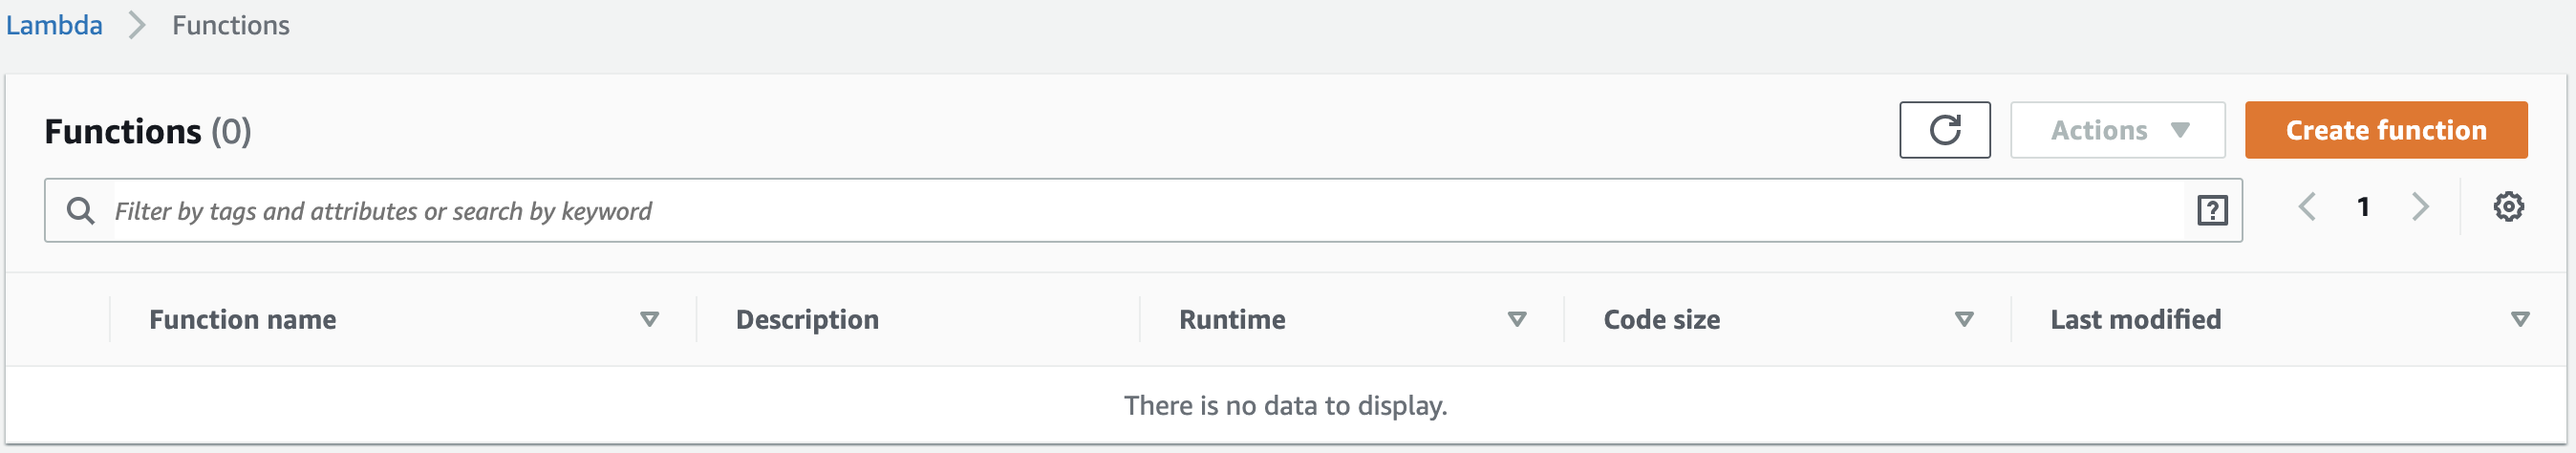 Lambda > Functions
Functions (0)
Actions
Create function
Filter by tags and attributes or search by keyword
?
1
Function name Description Runtime Code size Last modified
There is no data to display.